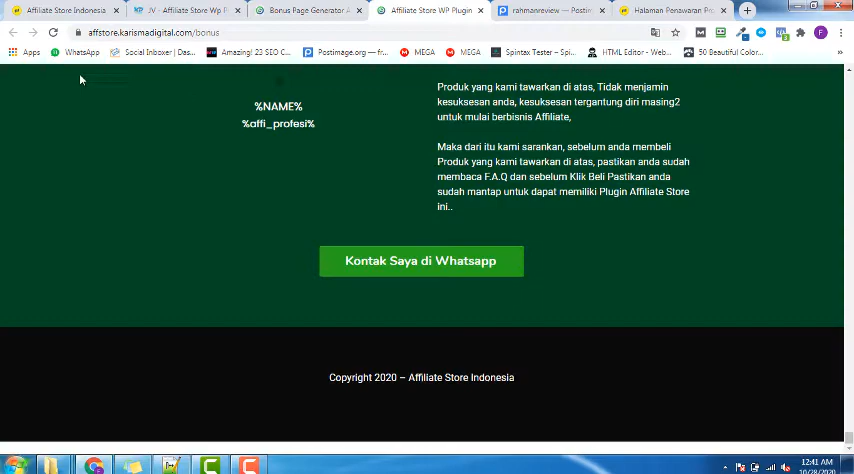 Affiliate Store Indonesia
JV - Affiliate Store Wp P
Bonus Page Generator A
Affiliate Store WP Plugin
rahmanreview — Postim
Halaman Penawaran Pro
affstore.karismadigital.com/bonus
Apps
WhatsApp
Social Inboxer | Das...
Amazing! 23 SEO C...
Postimage.org — fr...
MEGA
MEGA
Spintax Tester – Spi...
HTML Editor - Web...
50 Beautiful Color...
%NAME%
%affi_profesi%
Produk yang kami tawarkan di atas, Tidak menjamin
kesuksesan anda, kesuksesan tergantung diri masing2
untuk mulai berbisnis Affiliate,
Maka dari itu kami sarankan, sebelum anda membeli
Produk yang kami tawarkan di atas, pastikan anda sudah
membaca F.A.Q dan sebelum Klik Beli Pastikan anda
sudah mantap untuk dapat memiliki Plugin Affiliate Store
ini..
Kontak Saya di Whatsapp
Copyright 2020 – Affiliate Store Indonesia
12:41 AM
10/28/2020